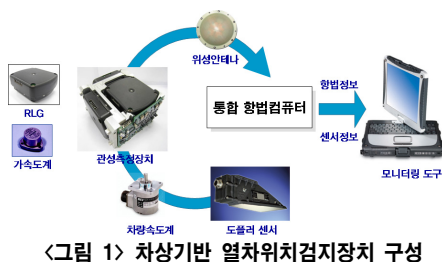 위성안테나
RLG
가속도계
관성측정장치
통합 항법컴퓨터
항법정보
센서정보
모니터링 도구
차량속도계
도플러 센서
<그림 1> 차상기반 열차위치검지장치 구성